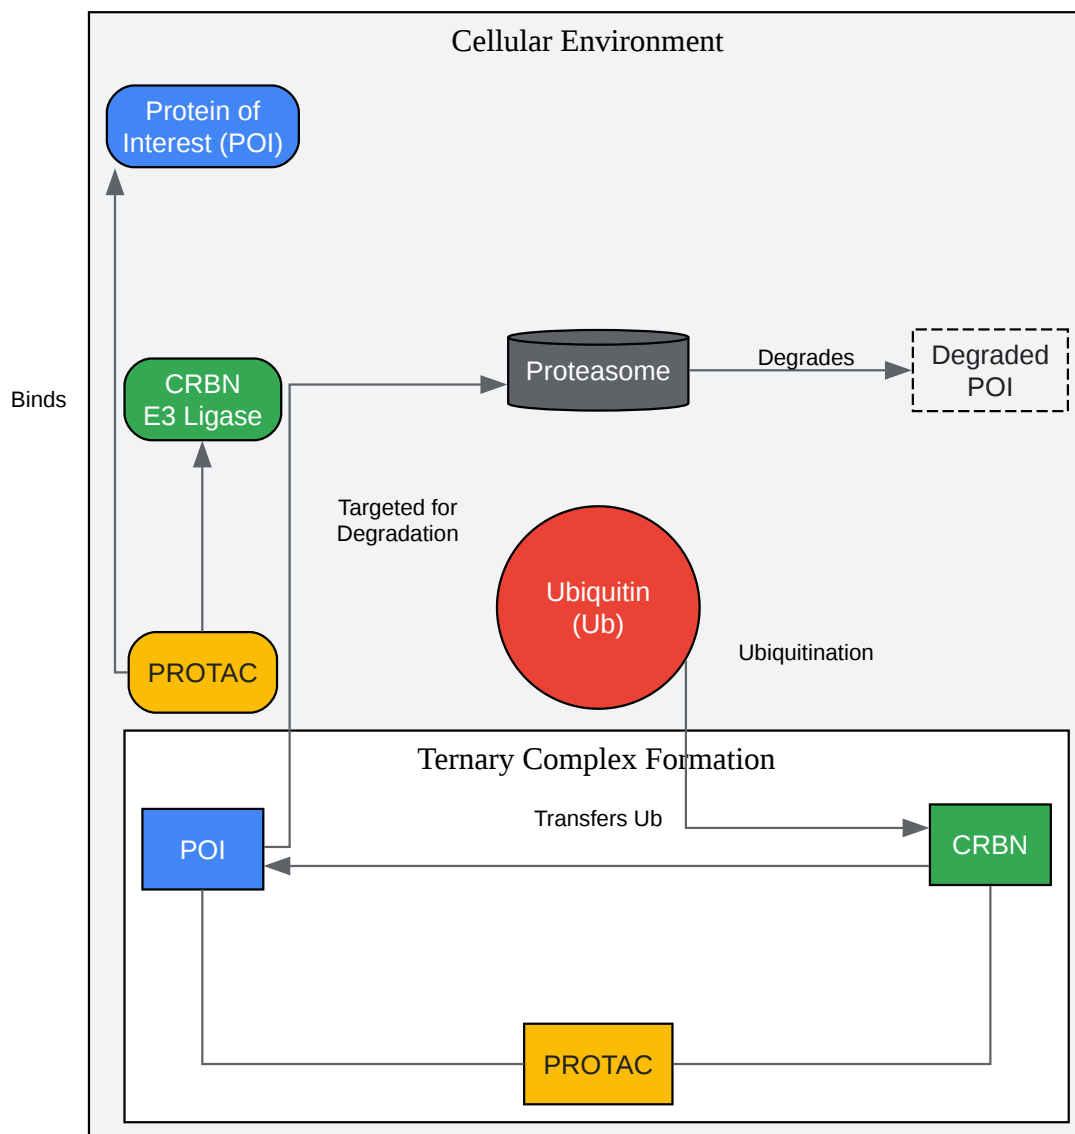 Cellular Environment
Protein of
Interest (POI)
Binds
CRBN
E3 Ligase
Proteasome
Degrades
Degraded
POI
Targeted for
Degradation
Ubiquitin
(Ub)
Ubiquitination
PROTAC
Ternary Complex Formation
Transfers Ub
POI
CRBN
PROTAC